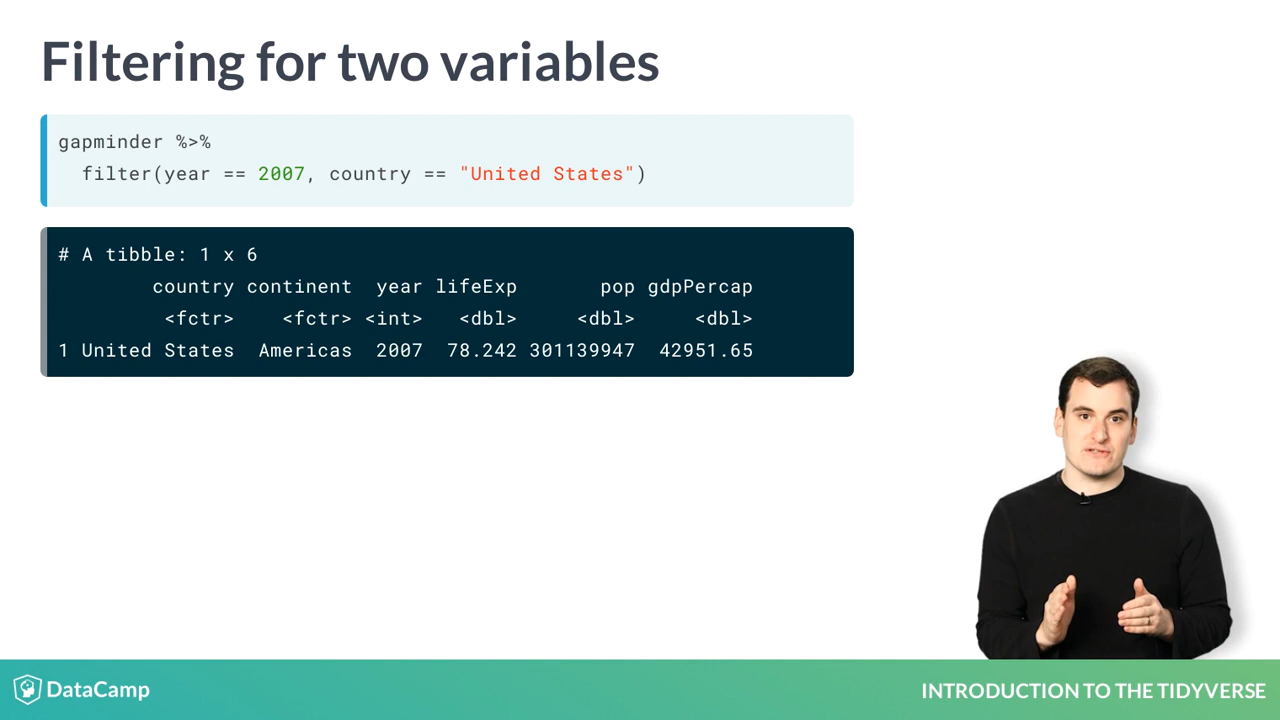 Filtering for two variables
gapminder %>%
filter(year == 2007, country == "United States")
# A tibble: 1 x 6
country continent year lifeExp pop gdpPercap
<fctr> <fctr> <int> <dbl> <dbl> <dbl>
1 United States Americas 2007 78.242 301139947 42951.65
DataCamp
INTRODUCTION TO THE TIDYVERSE